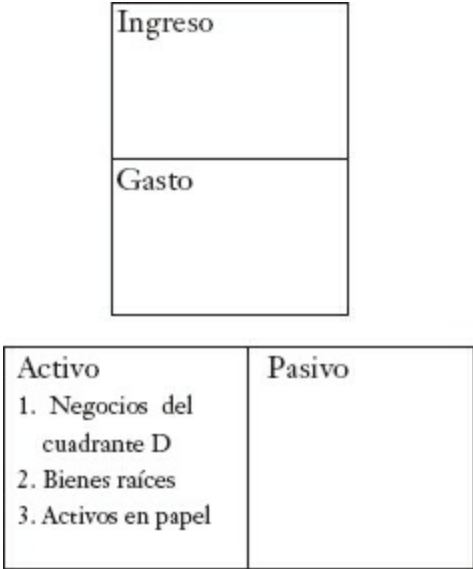 Ingreso
Gasto
Activo
1. Negocios del
cuadrante D
2. Bienes raíces
3. Activos en papel
Pasivo